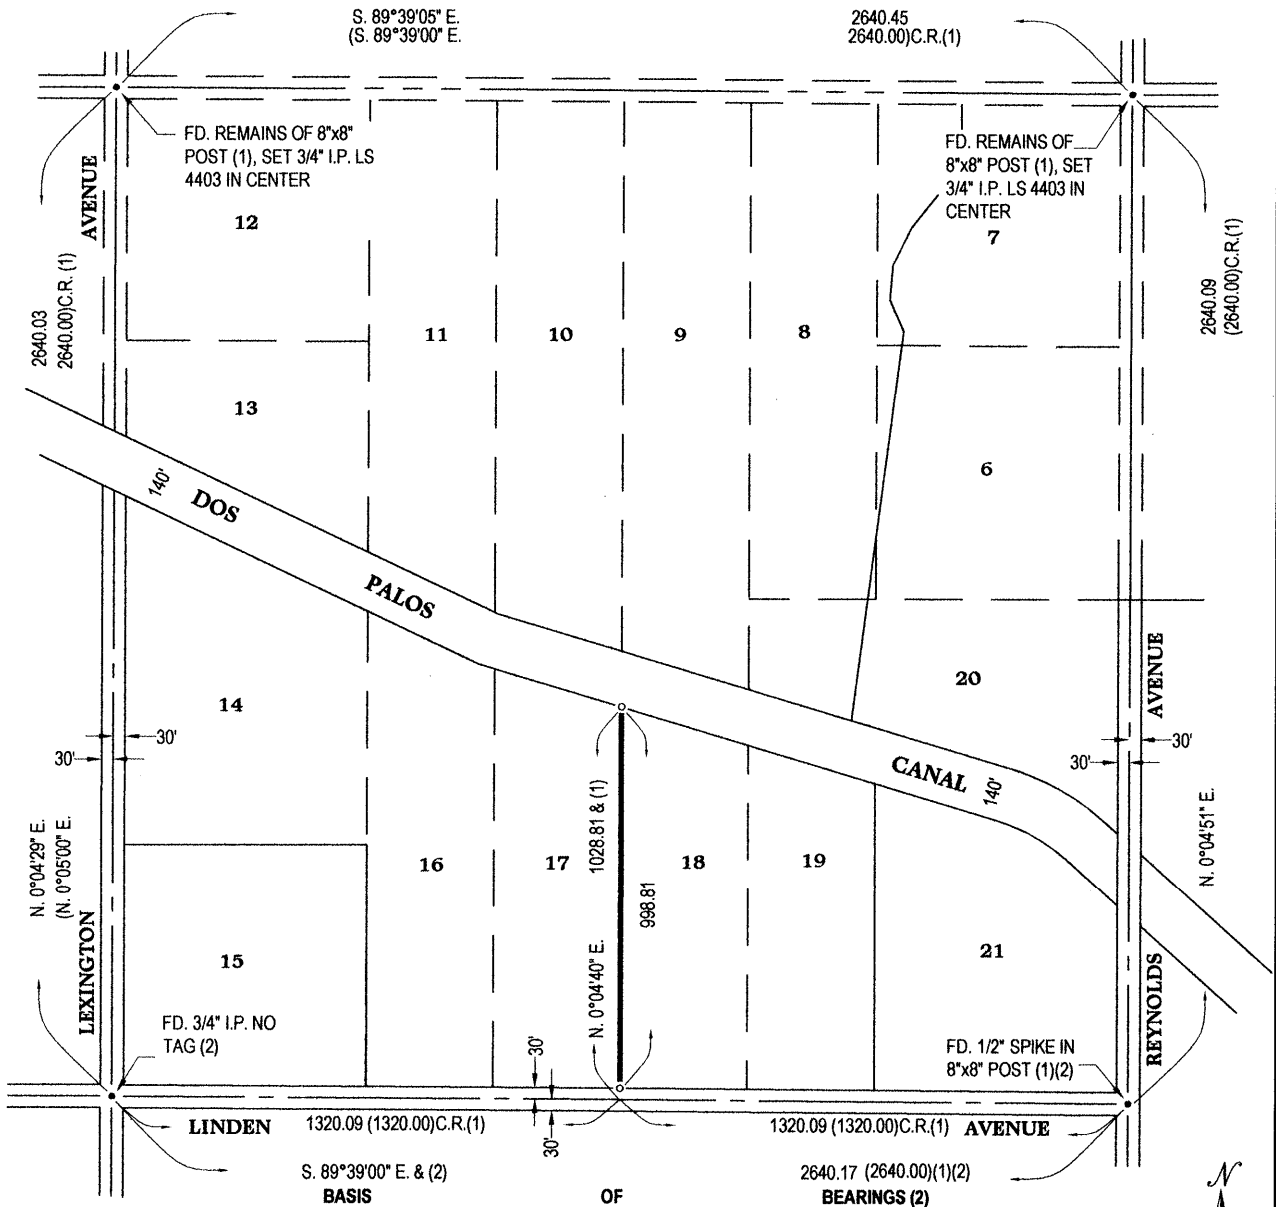 S. 89°39'05" E.
(S. 89°39'00" E.
2640.45
2640.00)C.R.(1)
FD. REMAINS OF 8"x8"
POST (1), SET 3/4" I.P. LS
4403 IN CENTER
FD. REMAINS OF
8"x8" POST (1), SET
3/4" I.P. LS 4403 IN
CENTER
AVENUE
12
7
2640.03
2640.00)C.R. (1)
2640.09
(2640.00)C.R.(1)
11
10
9
8
13
6
140'
DOS
PALOS
CANAL
140'
20
AVENUE
14
30'
30'
30'
30'
N. 0°04'29" E.
(N. 0°05'00" E.
N. 0°04'51" E.
16
17
1028.81 & (1)
18
19
998.81
N. 0°04'40" E.
15
21
LEXINGTON
REYNOLDS
FD. 3/4" I.P. NO
TAG (2)
FD. 1/2" SPIKE IN
8"x8" POST (1)(2)
30'
30'
LINDEN
1320.09 (1320.00)C.R.(1)
1320.09 (1320.00)C.R.(1)
AVENUE
S. 89°39'00" E. & (2)
2640.17 (2640.00)(1)(2)
BASIS OF BEARINGS (2)
N